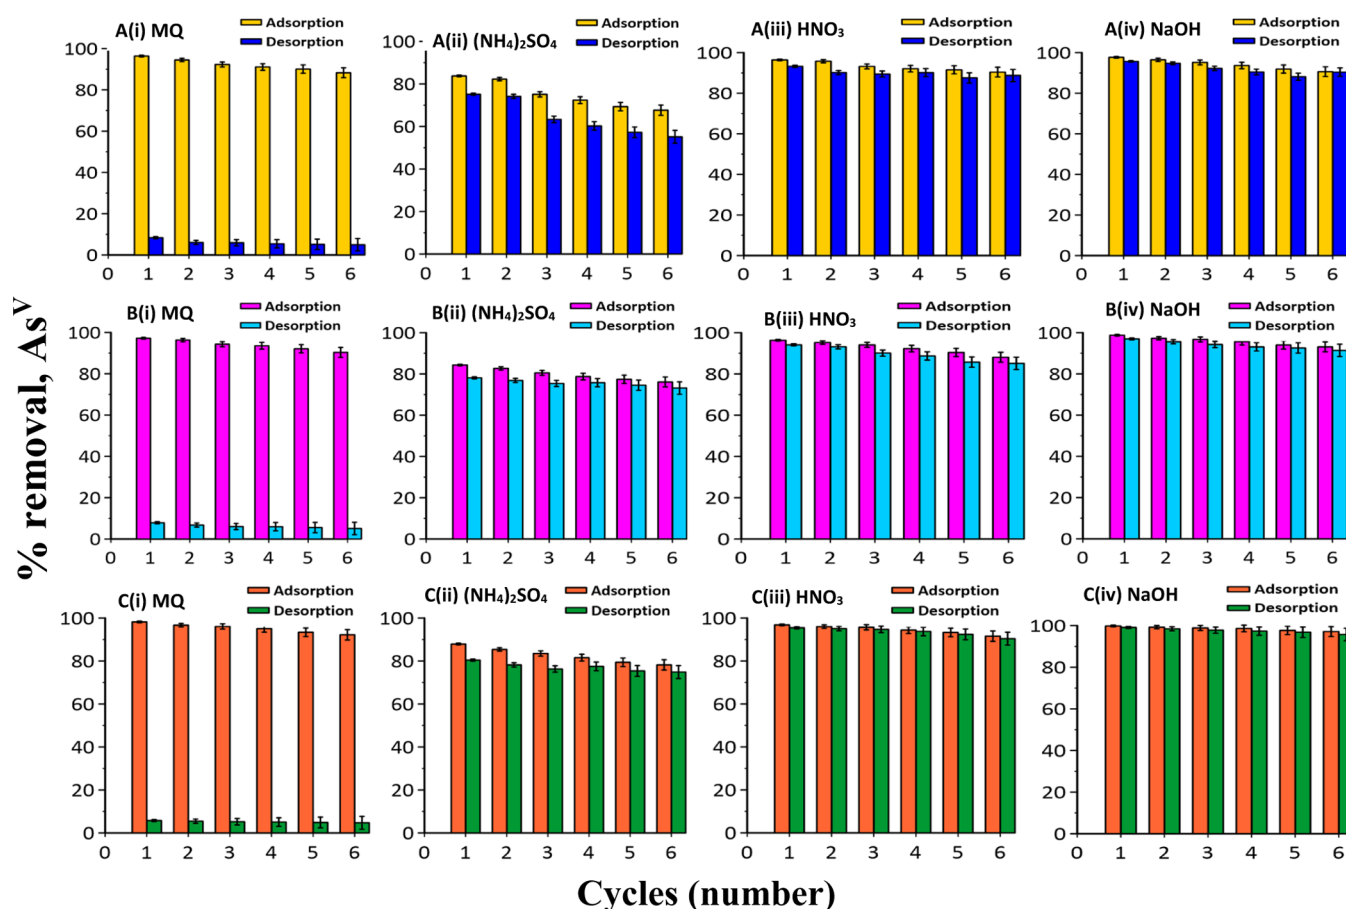 % removal, Asⱽ
A(i) MQ
Adsorption
Desorption
100
80
60
40
20
0
0 1 2 3 4 5 6
A(ii) (NH₄)₂SO₄
Adsorption
Desorption
100
80
60
40
20
0
0 1 2 3 4 5 6
A(iii) HNO₃
Adsorption
Desorption
100
80
60
40
20
0
0 1 2 3 4 5 6
A(iv) NaOH
Adsorption
Desorption
100
80
60
40
20
0
0 1 2 3 4 5 6
B(i) MQ
Adsorption
Desorption
100
80
60
40
20
0
0 1 2 3 4 5 6
B(ii) (NH₄)₂SO₄
Adsorption
Desorption
100
80
60
40
20
0
0 1 2 3 4 5 6
B(iii) HNO₃
Adsorption
Desorption
100
80
60
40
20
0
0 1 2 3 4 5 6
B(iv) NaOH
Adsorption
Desorption
100
80
60
40
20
0
0 1 2 3 4 5 6
C(i) MQ
Adsorption
Desorption
100
80
60
40
20
0
0 1 2 3 4 5 6
C(ii) (NH₄)₂SO₄
Adsorption
Desorption
100
80
60
40
20
0
0 1 2 3 4 5 6
C(iii) HNO₃
Adsorption
Desorption
100
80
60
40
20
0
0 1 2 3 4 5 6
C(iv) NaOH
Adsorption
Desorption
100
80
60
40
20
0
0 1 2 3 4 5 6
Cycles (number)